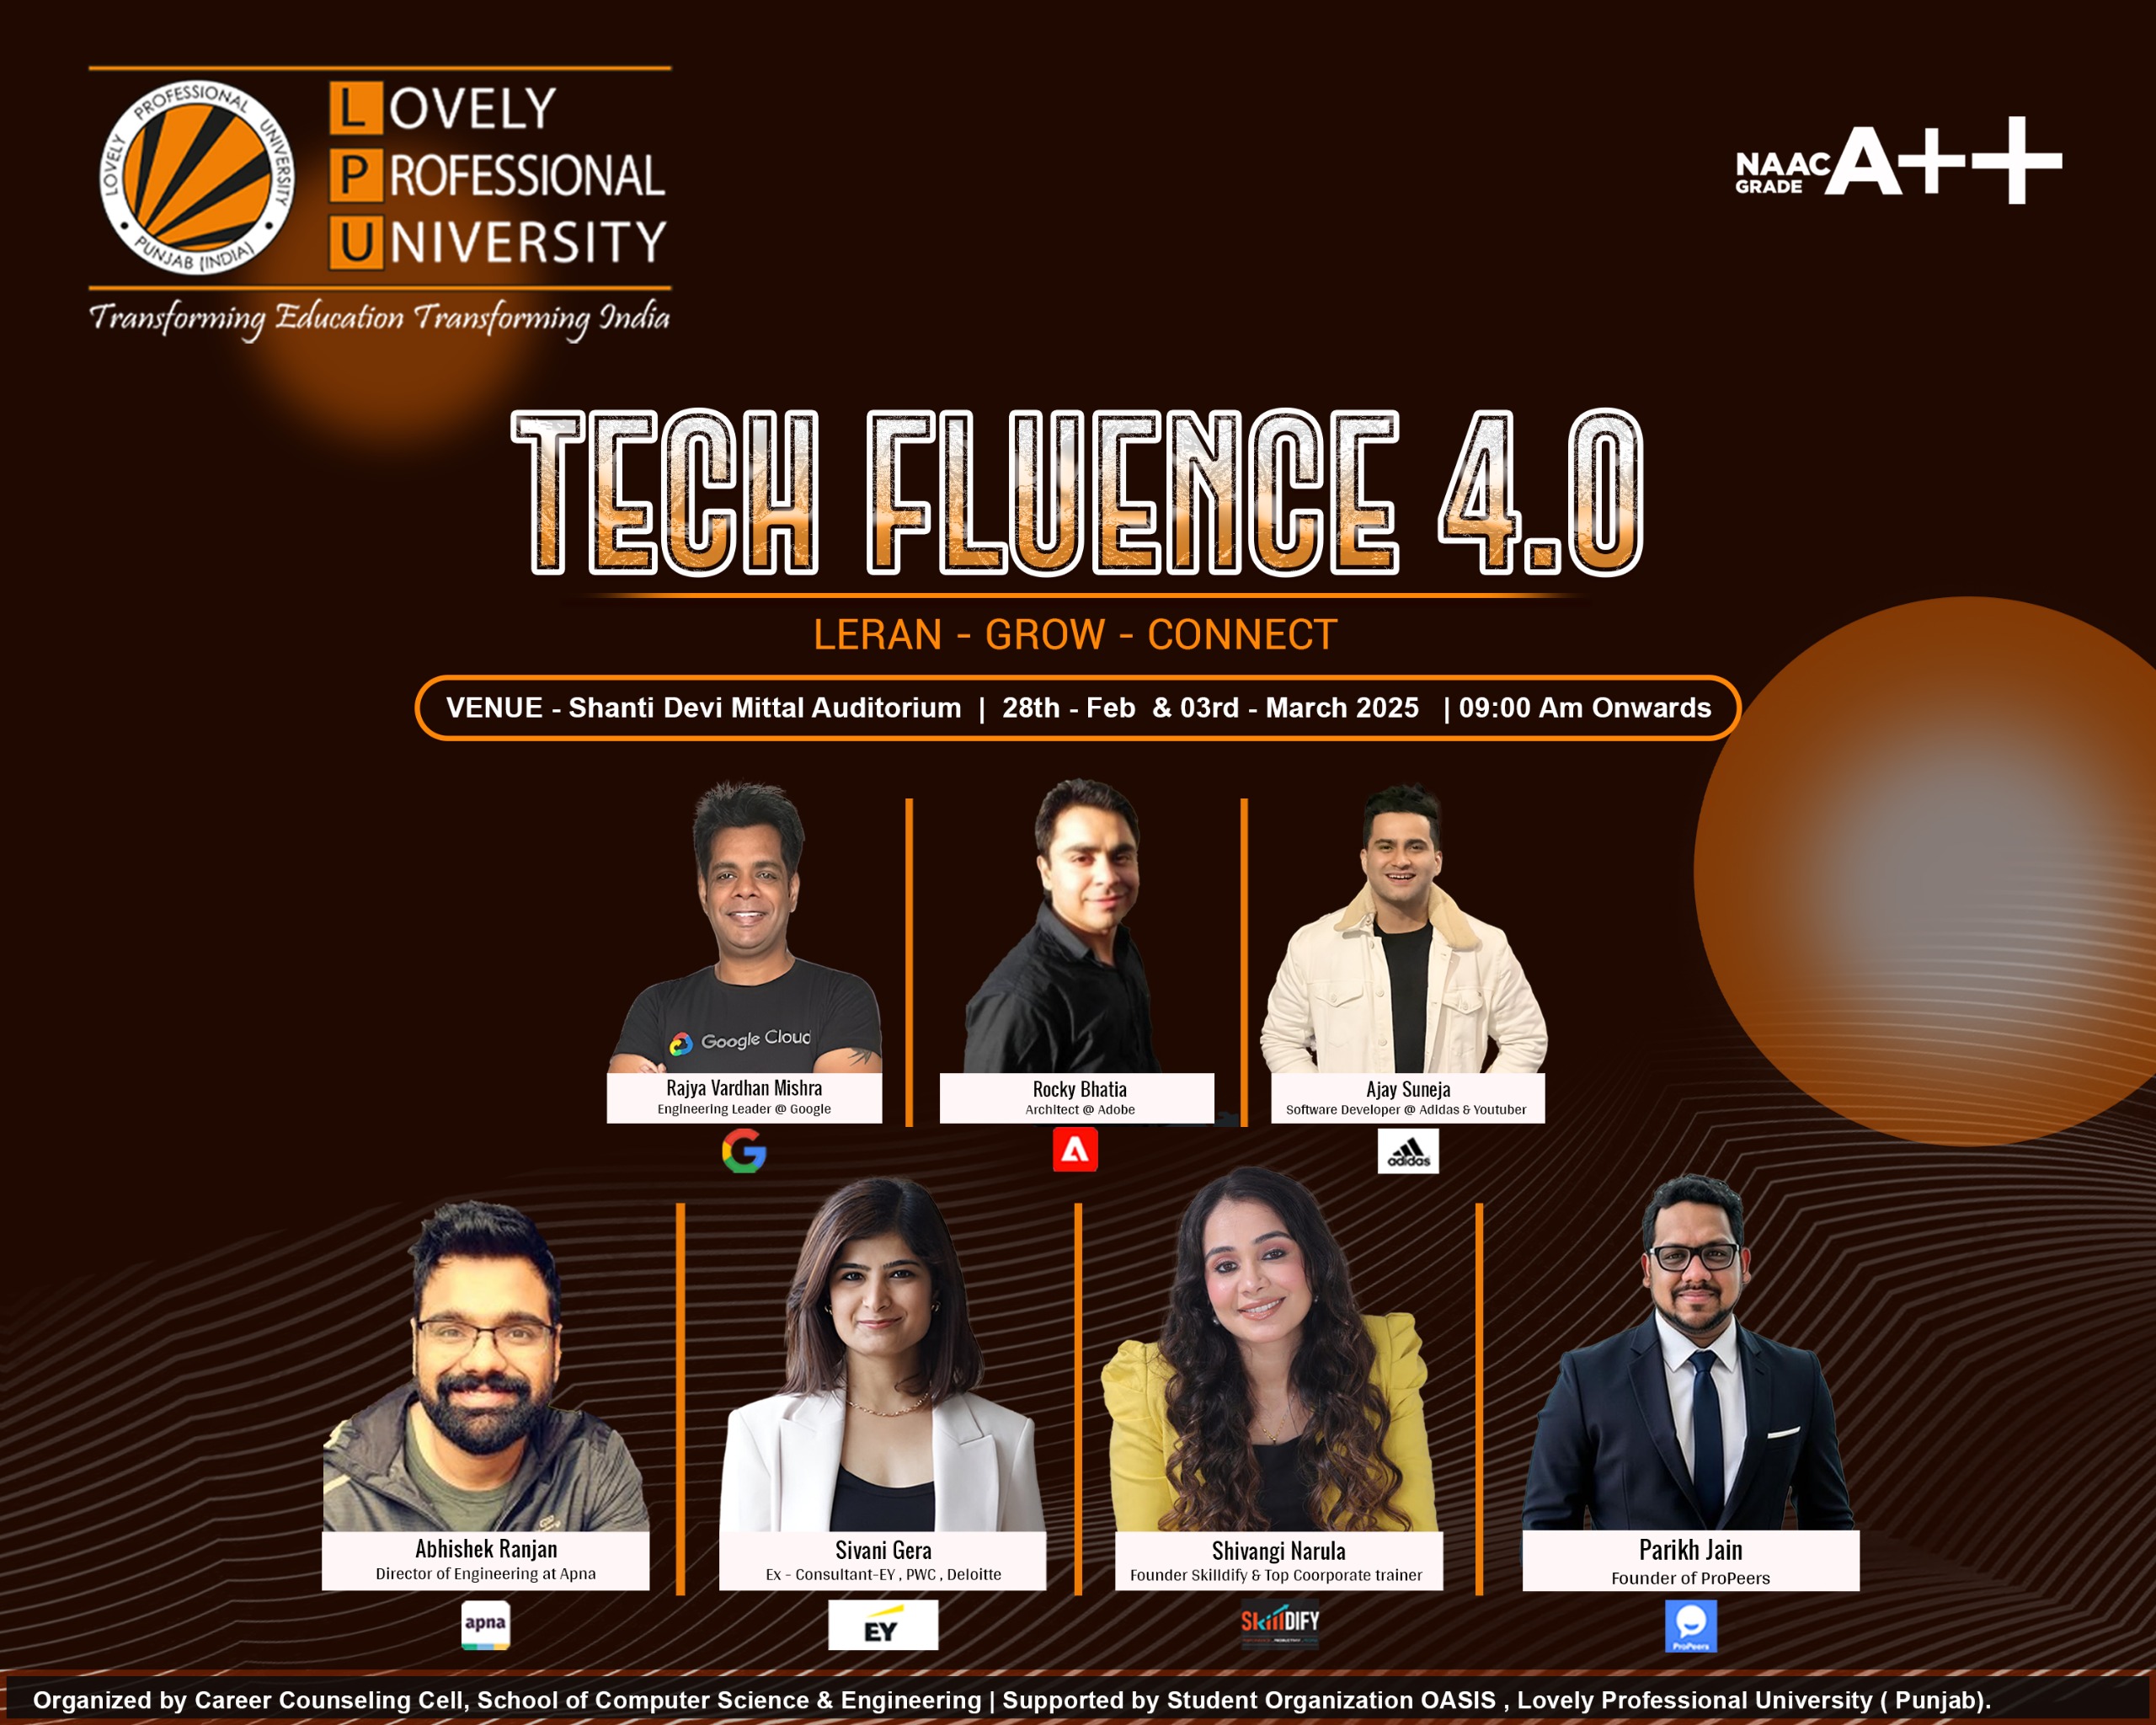 LOVELY PROFESSIONAL UNIVERSITY
PUNJAB (INDIA)
LOVELY
PROFESSIONAL
UNIVERSITY
Transforming Education Transforming India
NAAC
GRADE A++
TECH FLUENCE 4.0
LERAN - GROW - CONNECT
VENUE - Shanti Devi Mittal Auditorium | 28th - Feb & 03rd - March 2025 | 09:00 Am Onwards
Google Cloud
Rajya Vardhan Mishra
Engineering Leader @ Google
Rocky Bhatia
Architect @ Adobe
Ajay Suneja
Software Developer @ Adidas & Youtuber
adidas
Abhishek Ranjan
Director of Engineering at Apna
apna
Sivani Gera
Ex - Consultant-EY , PWC , Deloitte
EY
Shivangi Narula
Founder Skilldify & Top Coorporate trainer
SkillDIFY
Parikh Jain
Founder of ProPeers
ProPeers
Organized by Career Counseling Cell, School of Computer Science & Engineering | Supported by Student Organization OASIS , Lovely Professional University ( Punjab).